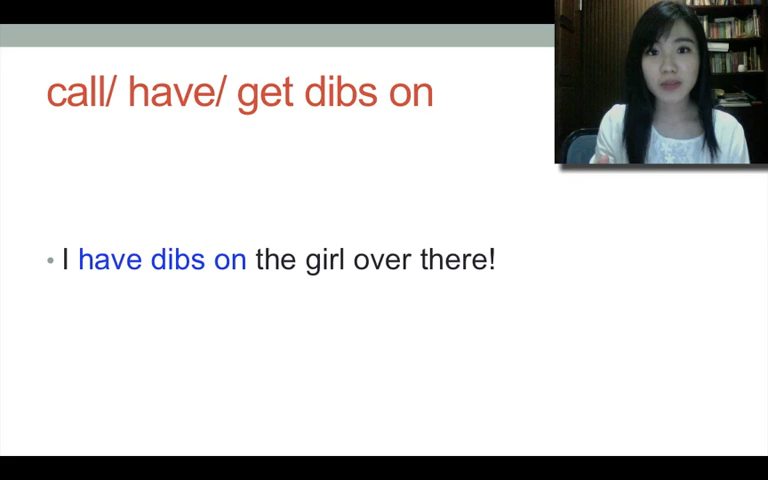 call/ have/ get dibs on
• I have dibs on the girl over there!